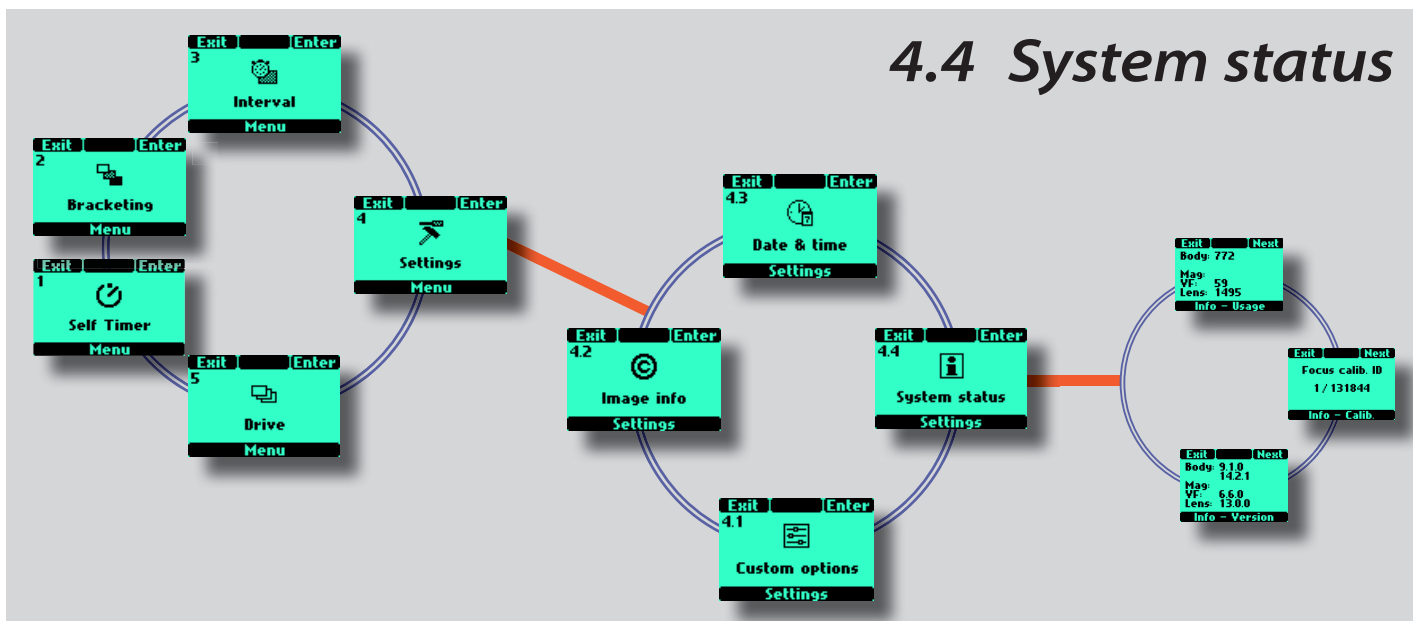 4.4 System status
Exit Enter
3
Interval
Menu
Exit Enter
2
Bracketing
Menu
Exit Enter
1
Self Timer
Menu
Exit Enter
5
Drive
Menu
Exit Enter
4
Settings
Menu
Exit Enter
4.3
Date & time
Settings
Exit Enter
4.2
©
Image info
Settings
Exit Enter
4.4
System status
Settings
Exit Enter
4.1
Custom options
Settings
Exit Next
Body: 772
Mag:
VF: 59
Lens: 1495
Info - Usage
Exit Next
Focus calib. ID
1 / 131844
Info - Calib.
Exit Next
Body: 9.1.0
14.2.1
Mag:
VF: 6.6.0
Lens: 13.0.0
Info - Version